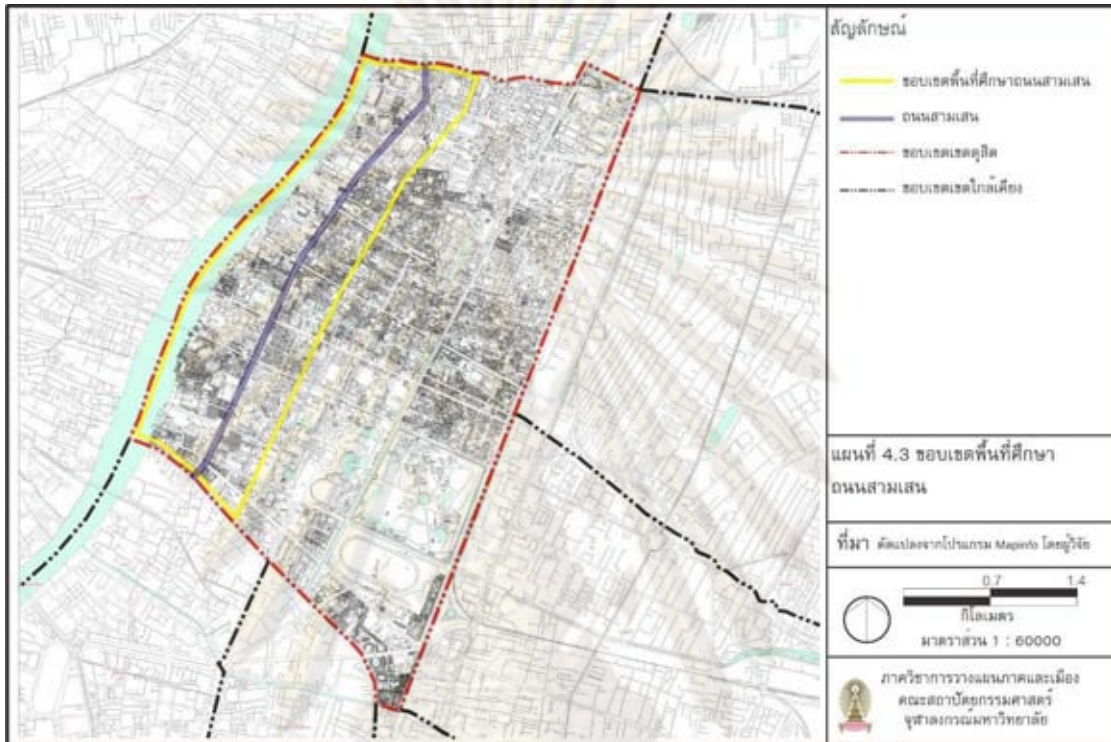 สัญลักษณ์
ขอบเขตพื้นที่ศึกษาถนนสามเสน
ถนนสามเสน
ขอบเขตเขตดุสิต
ขอบเขตเขตใกล้เคียง
แผนที่ 4.3 ขอบเขตพื้นที่ศึกษา
ถนนสามเสน
ที่มา ดัดแปลงจากโปรแกรม Mapinfo โดยผู้วิจัย
0.7 1.4
กิโลเมตร
มาตราส่วน 1 : 60000
ภาควิชาการวางแผนภาคและเมือง
คณะสถาปัตยกรรมศาสตร์
จุฬาลงกรณ์มหาวิทยาลัย